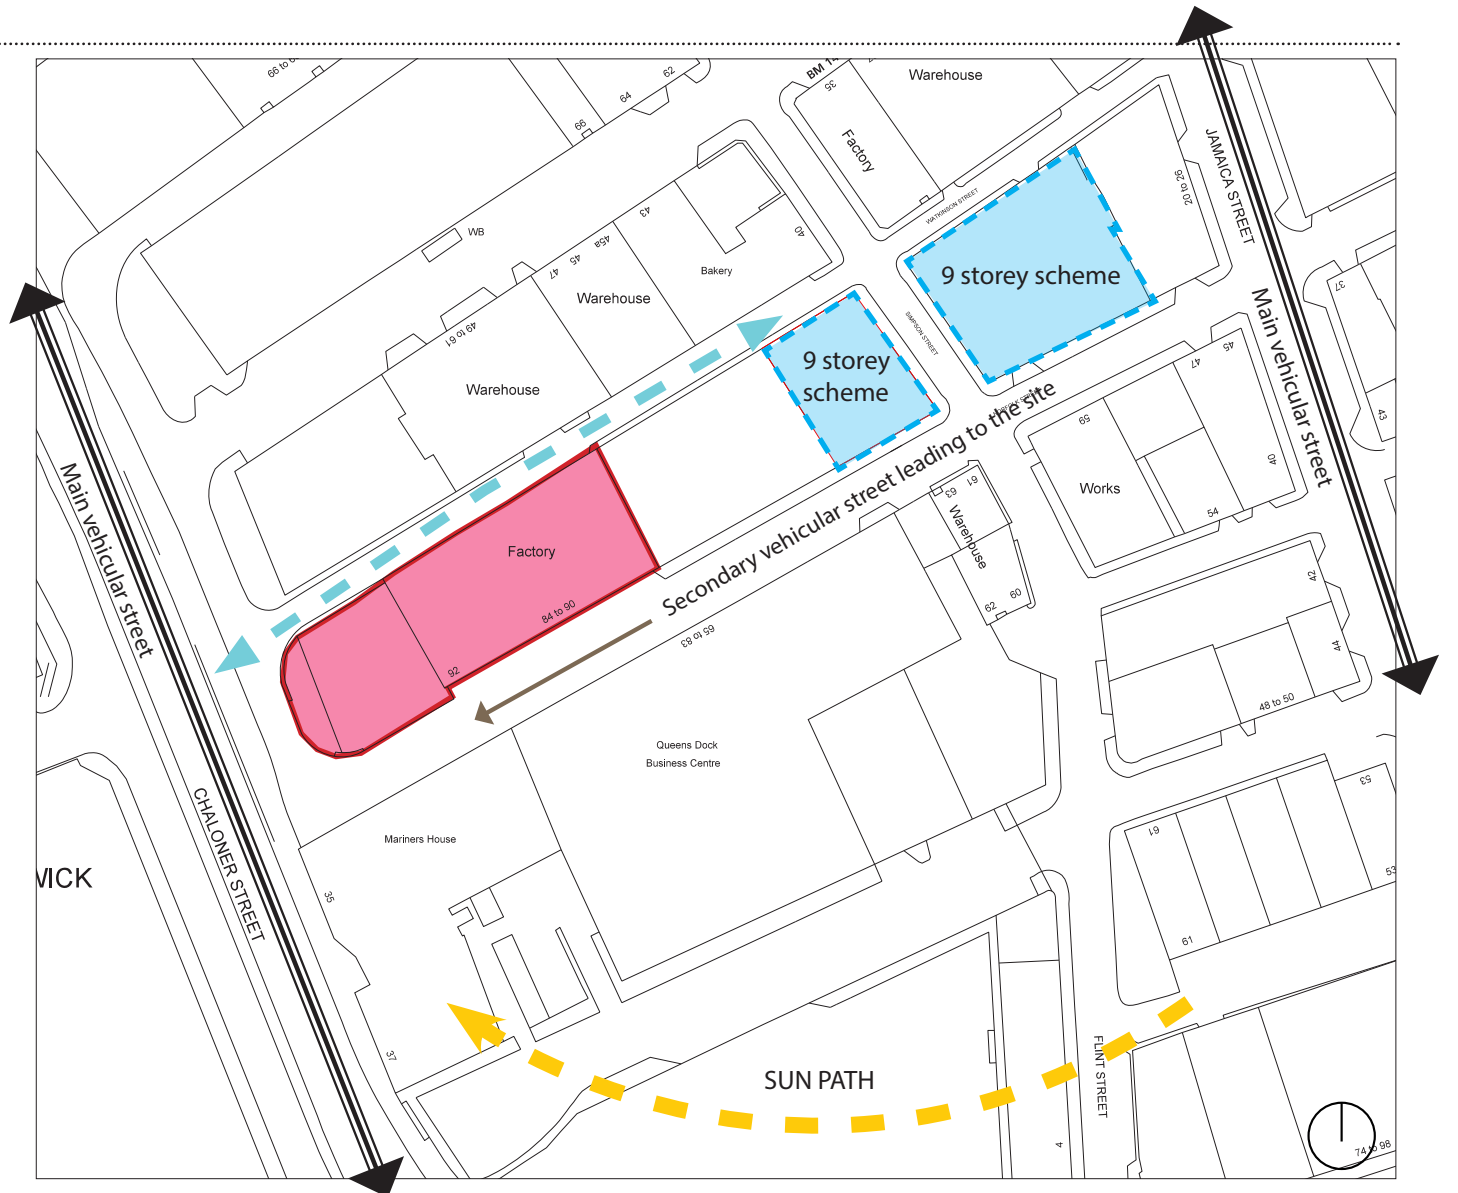 66 to 6
62
64
66
BM 14
35
Warehouse
Factory
JAMAICA STREET
20 to 26
WATKINSON STREET
WB
43
45a
45
47
40
Bakery
Warehouse
49 to 61
Warehouse
9 storey scheme
SIMPSON STREET
9 storey
scheme
Main vehicular street
37
45
47
59
43
40
Works
54
Secondary vehicular street leading to the site
61
63
Warehouse
62
60
Main vehicular street
Factory
84 to 90
92
65 to 83
42
44
48 to 50
Queens Dock
Business Centre
Mariners House
CHALONER STREET
WICK
35
37
53
61
53
61
SUN PATH
FLINT STREET
4
74 to 98